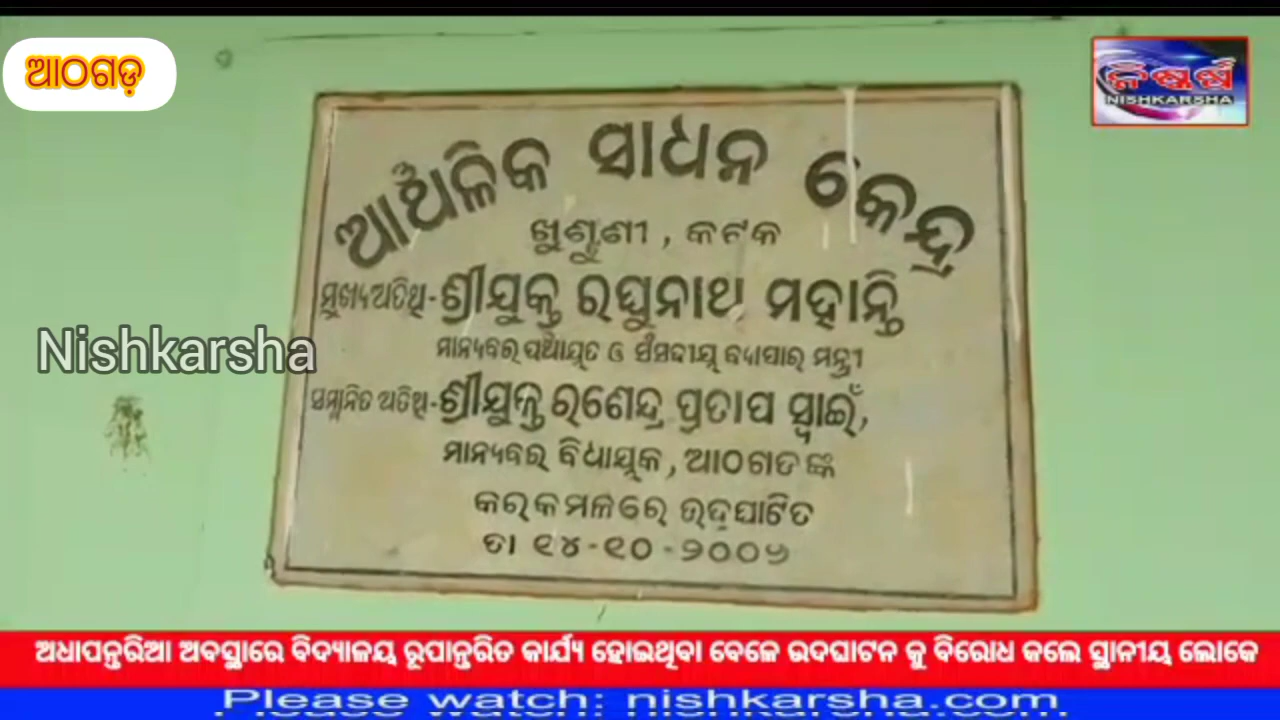 ଆଠଗଡ଼
ନିଷ୍କର୍ଷ
NISHKARSHA
ଆଞ୍ଚଳିକ ସାଧନ କେନ୍ଦ୍ର
ଖୁଣ୍ଟୁଣୀ, କଟକ
ମୁଖ୍ୟଅତିଥି-ଶ୍ରୀଯୁକ୍ତ ରଘୁନାଥ ମହାନ୍ତି
ମାନ୍ୟବର ପଞ୍ଚାୟତ ଓ ସଂସଦୀୟ ବ୍ୟାପାର ମନ୍ତ୍ରୀ
Nishkarsha
ସମ୍ମାନିତ ଅତିଥି-ଶ୍ରୀଯୁକ୍ତ ରଣେନ୍ଦ୍ର ପ୍ରତାପ ସ୍ୱାଇଁ,
ମାନ୍ୟବର ବିଧାୟକ, ଆଠଗଡଙ୍କ
କରକମଳରେ ଉଦ୍‌ଘାଟିତ
ତା ୧୪-୧୦-୨୦୦୬
ଅଧାପନ୍ତରିଆ ଅବସ୍ଥାରେ ବିଦ୍ୟାଳୟ ରୂପାନ୍ତରିତ କାର୍ଯ୍ୟ ହୋଇଥିବା ବେଳେ ଉଦଘାଟନ କୁ ବିରୋଧ କଲେ ସ୍ଥାନୀୟ ଲୋକେ
Please watch: nishkarsha.com